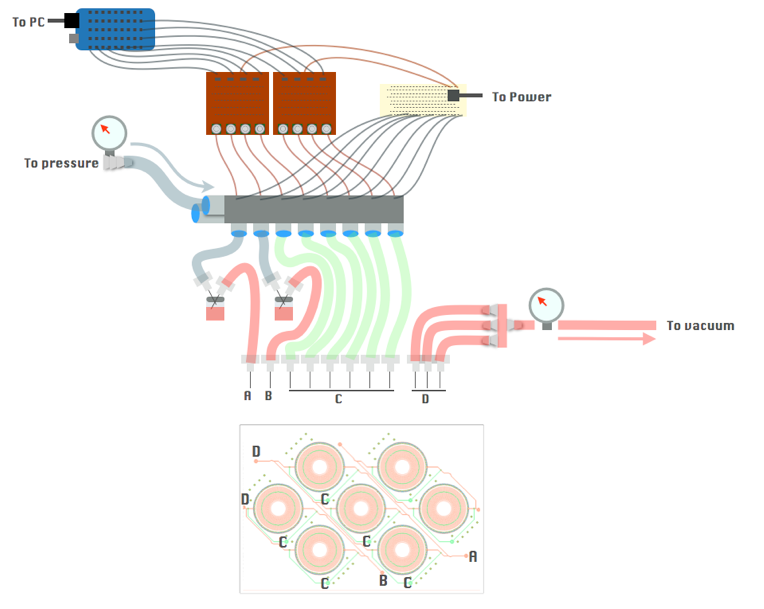 To PC
To Power
To pressure
To vacuum
A B C D
D
C
D
C C
A
C B C